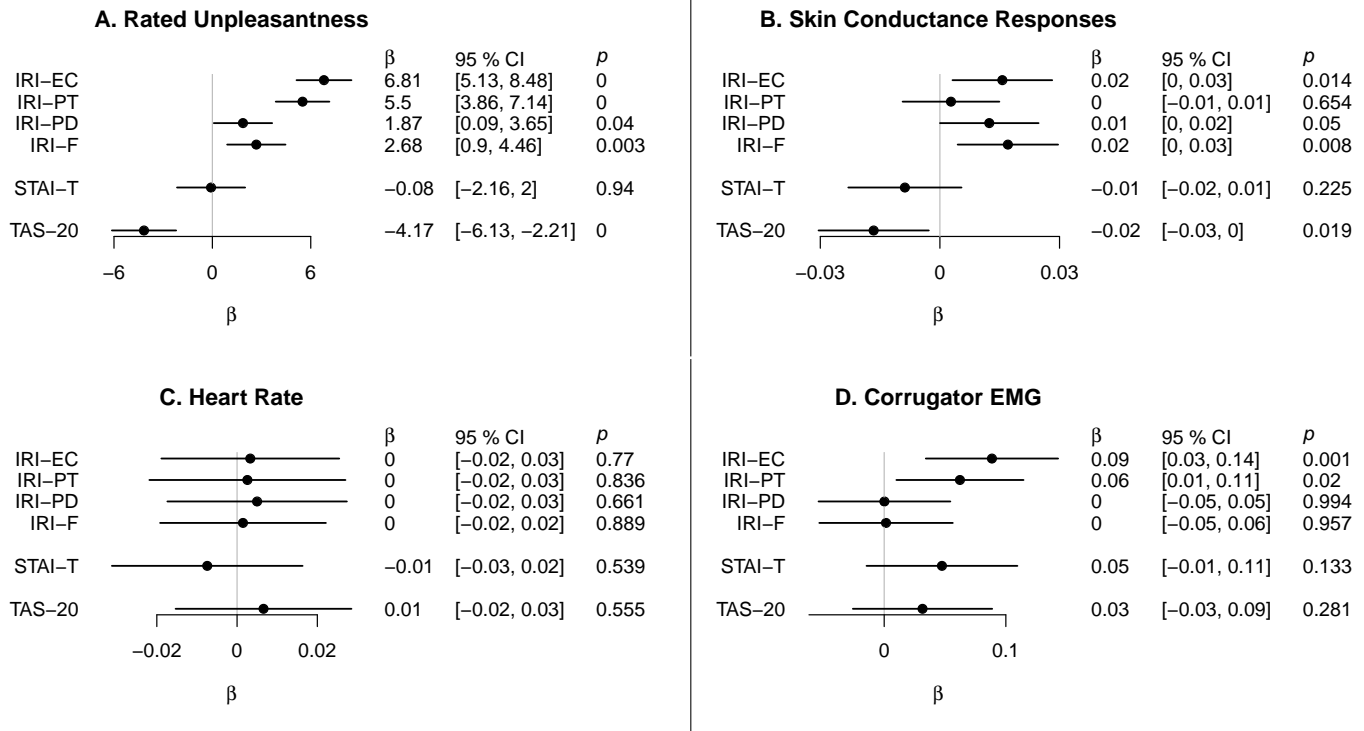 A. Rated Unpleasantness
β 95 % CI p
IRI−EC 6.81 [5.13, 8.48] 0
IRI−PT 5.5 [3.86, 7.14] 0
IRI−PD 1.87 [0.09, 3.65] 0.04
IRI−F 2.68 [0.9, 4.46] 0.003
STAI−T −0.08 [−2.16, 2] 0.94
TAS−20 −4.17 [−6.13, −2.21] 0
−6 0 6
β
B. Skin Conductance Responses
β 95 % CI p
IRI−EC 0.02 [0, 0.03] 0.014
IRI−PT 0 [−0.01, 0.01] 0.654
IRI−PD 0.01 [0, 0.02] 0.05
IRI−F 0.02 [0, 0.03] 0.008
STAI−T −0.01 [−0.02, 0.01] 0.225
TAS−20 −0.02 [−0.03, 0] 0.019
−0.03 0 0.03
β
C. Heart Rate
β 95 % CI p
IRI−EC 0 [−0.02, 0.03] 0.77
IRI−PT 0 [−0.02, 0.03] 0.836
IRI−PD 0 [−0.02, 0.03] 0.661
IRI−F 0 [−0.02, 0.02] 0.889
STAI−T −0.01 [−0.03, 0.02] 0.539
TAS−20 0.01 [−0.02, 0.03] 0.555
−0.02 0 0.02
β
D. Corrugator EMG
β 95 % CI p
IRI−EC 0.09 [0.03, 0.14] 0.001
IRI−PT 0.06 [0.01, 0.11] 0.02
IRI−PD 0 [−0.05, 0.05] 0.994
IRI−F 0 [−0.05, 0.06] 0.957
STAI−T 0.05 [−0.01, 0.11] 0.133
TAS−20 0.03 [−0.03, 0.09] 0.281
0 0.1
β